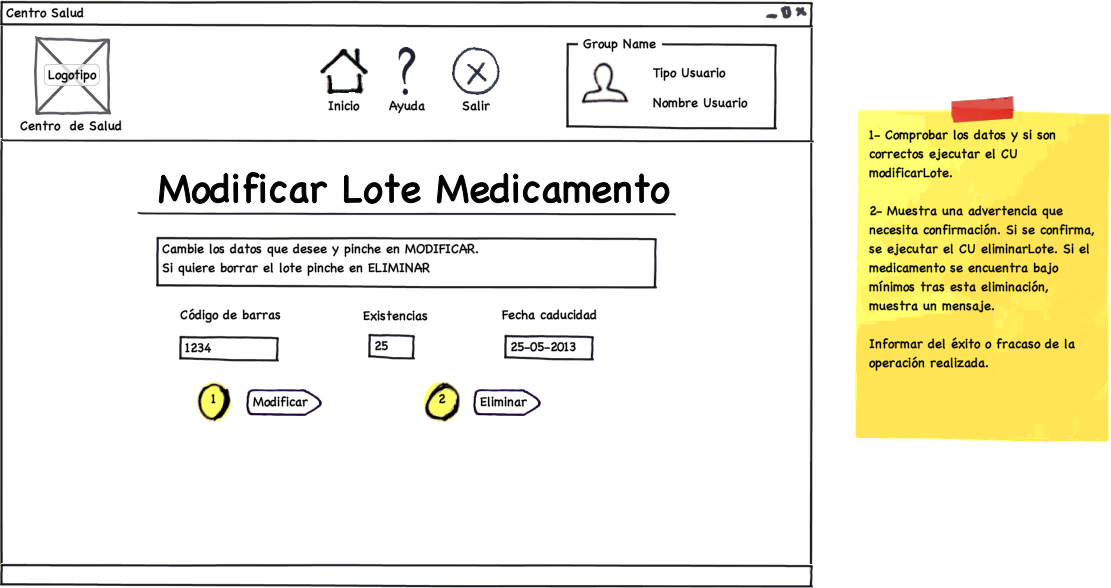 Centro Salud
Logotipo
Centro de Salud
Inicio
Ayuda
Salir
Group Name
Tipo Usuario
Nombre Usuario
Modificar Lote Medicamento
Cambie los datos que desee y pinche en MODIFICAR.
Si quiere borrar el lote pinche en ELIMINAR
Código de barras
Existencias
Fecha caducidad
1234
25
25-05-2013
1
Modificar
2
Eliminar
1- Comprobar los datos y si son
correctos ejecutar el CU
modificarLote.
2- Muestra una advertencia que
necesita confirmación. Si se confirma,
se ejecutar el CU eliminarLote. Si el
medicamento se encuentra bajo
mínimos tras esta eliminación,
muestra un mensaje.
Informar del éxito o fracaso de la
operación realizada.